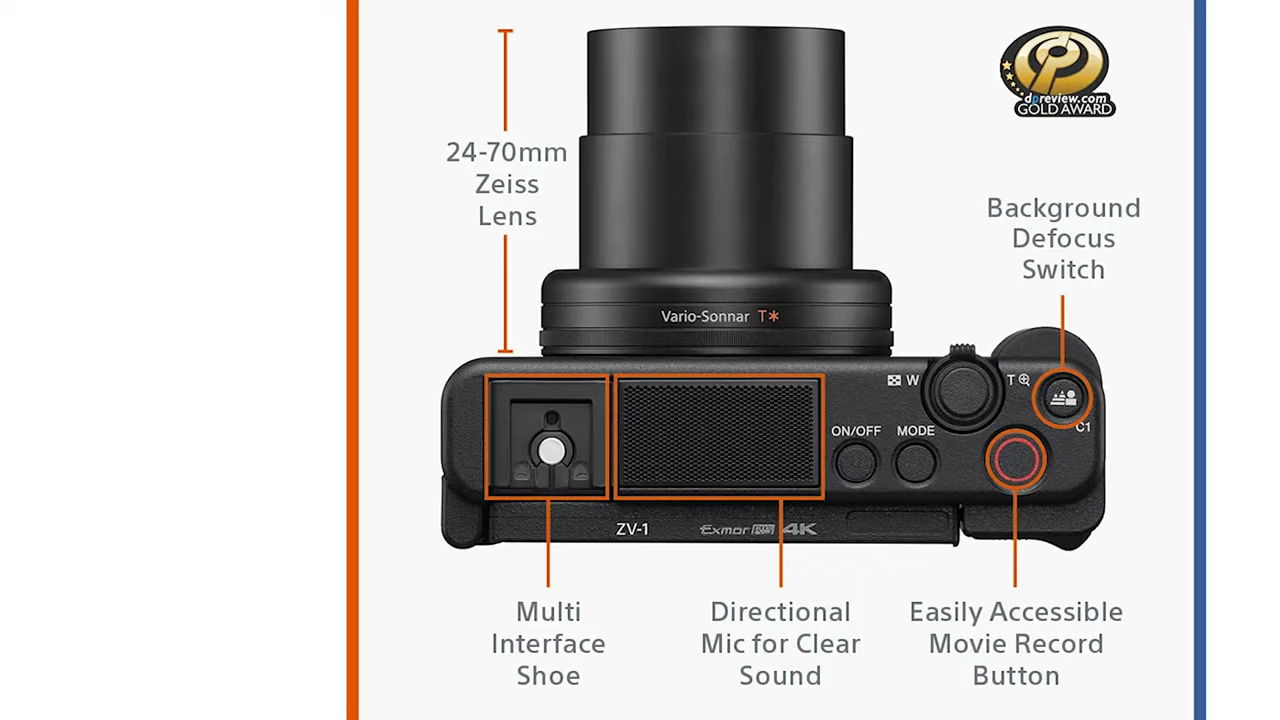 dpreview.com
GOLD AWARD
24-70mm
Zeiss
Lens
Background
Defocus
Switch
Vario-Sonnar T*
W
T
C1
ON/OFF
MODE
ZV-1
Exmor RS 4K
Multi
Interface
Shoe
Directional
Mic for Clear
Sound
Easily Accessible
Movie Record
Button